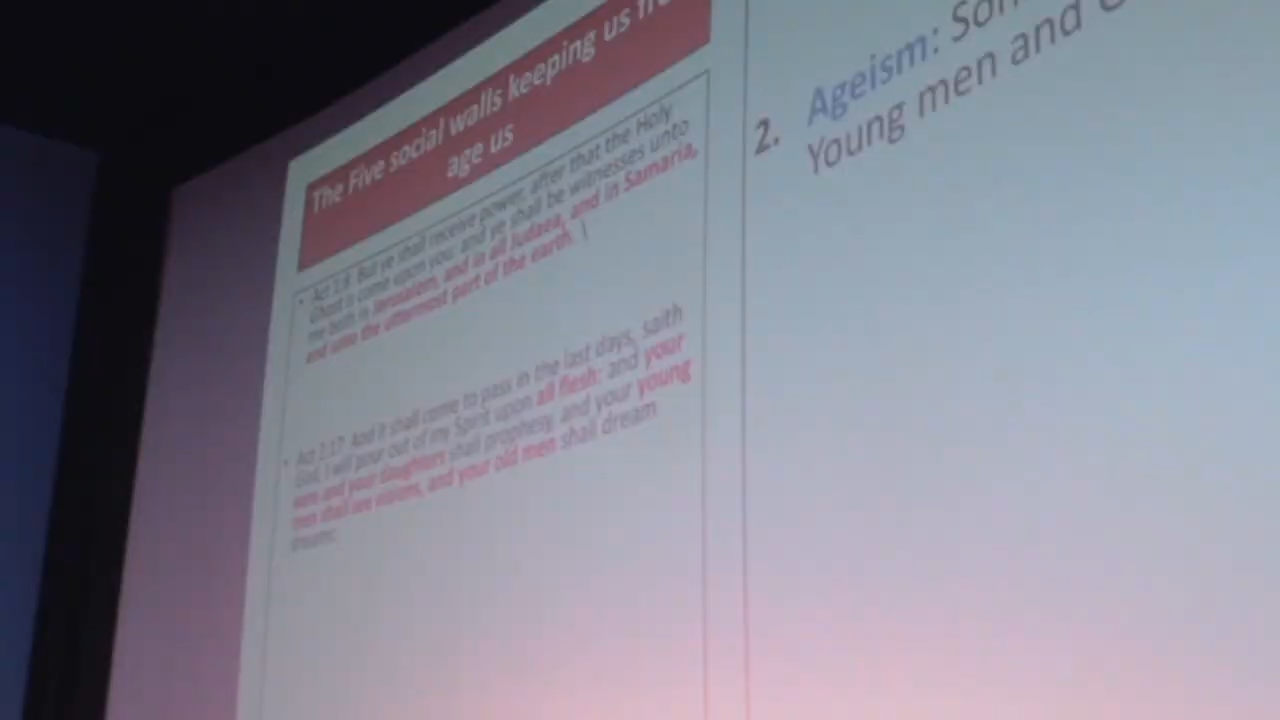 The Five social walls keeping us fro
age us
• Act 1:8 But ye shall receive power, after that the Holy
Ghost is come upon you: and ye shall be witnesses unto
me both in Jerusalem, and in all Judaea, and in Samaria,
and unto the uttermost part of the earth.
• Act 2:17 And it shall come to pass in the last days, saith
God, I will pour out of my Spirit upon all flesh: and your
sons and your daughters shall prophesy, and your young
men shall see visions, and your old men shall dream
dreams:
2. Ageism: Son
Young men and